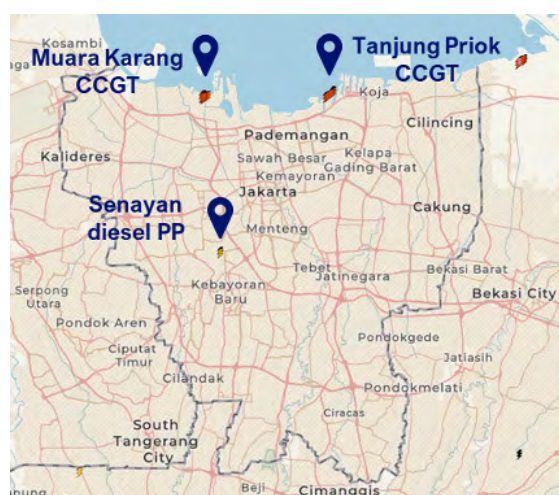 Kosambi
Muara Karang
CCGT
Tanjung Priok
CCGT
Koja
Cilincing
Pademangan
Kalideres
Sawah Besar
Kelapa
Gading Barat
Kemayoran
Jakarta
Senayan
diesel PP
Cakung
Menteng
Tebet
Jatinegara
Bekasi Barat
Serpong
Utara
Kebayoran
Baru
Bekasi City
Pondok Aren
Pondokgede
Ciputat
Timur
Jatiasih
Cilandak
Pondokmelati
South
Tangerang
City
Ciracas
Beji
Cimanggis